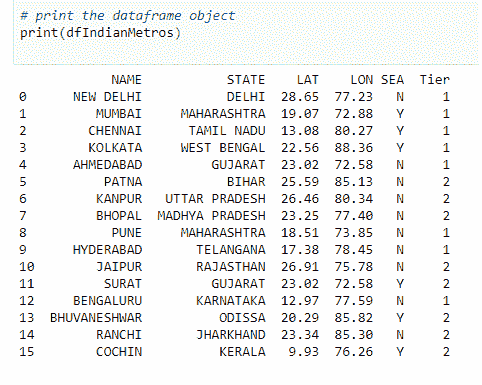 # print the dataframe object
print(dfIndianMetros)
NAME STATE LAT LON SEA Tier
0 NEW DELHI DELHI 28.65 77.23 N 1
1 MUMBAI MAHARASHTRA 19.07 72.88 Y 1
2 CHENNAI TAMIL NADU 13.08 80.27 Y 1
3 KOLKATA WEST BENGAL 22.56 88.36 Y 1
4 AHMEDABAD GUJARAT 23.02 72.58 N 1
5 PATNA BIHAR 25.59 85.13 N 2
6 KANPUR UTTAR PRADESH 26.46 80.34 N 2
7 BHOPAL MADHYA PRADESH 23.25 77.40 N 2
8 PUNE MAHARASHTRA 18.51 73.85 N 1
9 HYDERABAD TELANGANA 17.38 78.45 N 1
10 JAIPUR RAJASTHAN 26.91 75.78 N 2
11 SURAT GUJARAT 23.02 72.58 Y 2
12 BENGALURU KARNATAKA 12.97 77.59 N 1
13 BHUVANESHWAR ODISSA 20.29 85.82 Y 2
14 RANCHI JHARKHAND 23.34 85.30 N 2
15 COCHIN KERALA 9.93 76.26 Y 2